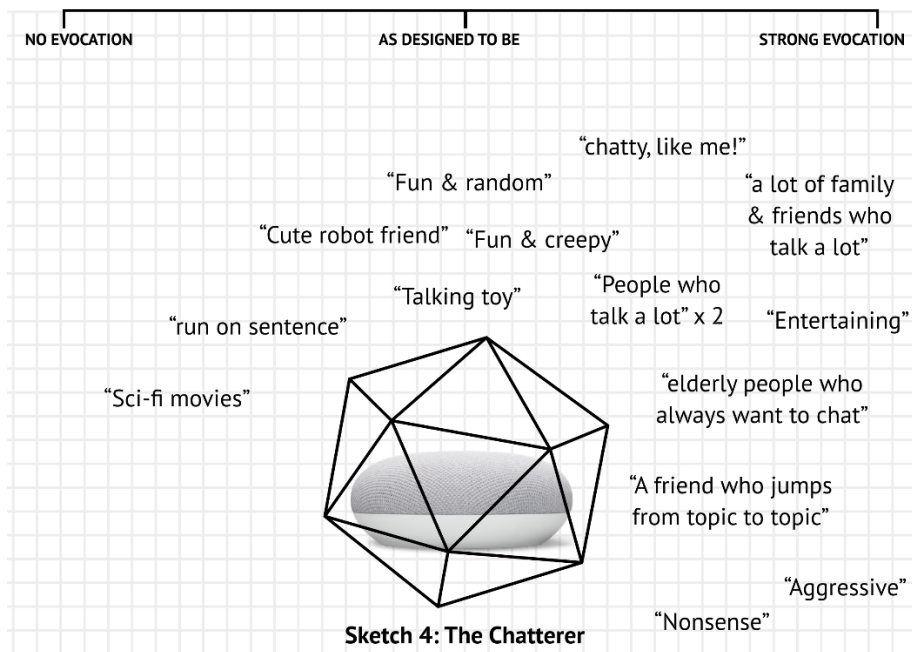 NO EVOCATION
AS DESIGNED TO BE
STRONG EVOCATION
“chatty, like me!”
“Fun & random”
“a lot of family
& friends who
talk a lot”
“Cute robot friend”
“Fun & creepy”
“Talking toy”
“People who
talk a lot” x 2
“run on sentence”
“Entertaining”
“Sci-fi movies”
“elderly people who
always want to chat”
“A friend who jumps
from topic to topic”
“Aggressive”
“Nonsense”
Sketch 4: The Chatterer